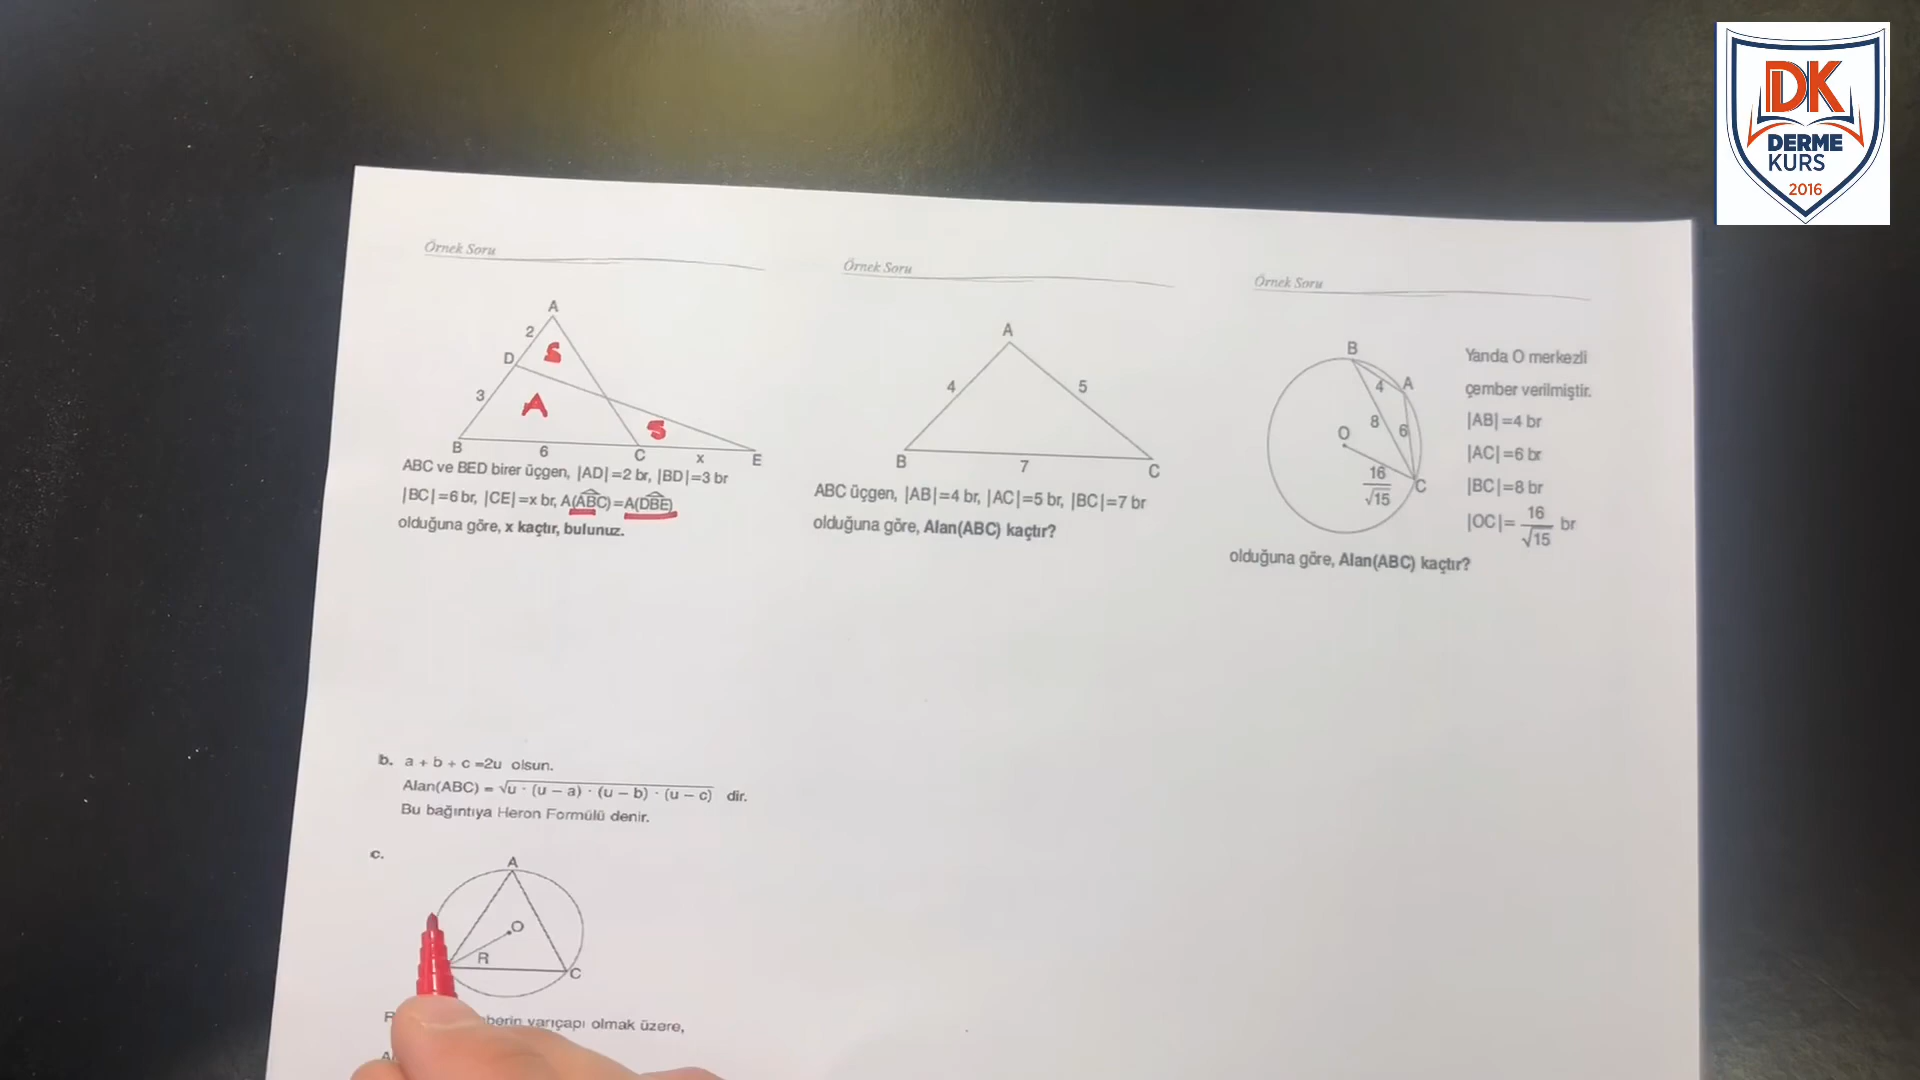 DK
DERME
KURS
2016
Örnek Soru
A
2
S
D
3
A
S
B
6
C
x
E
ABC ve BED birer üçgen, |AD|=2 br, |BD|=3 br
|BC|=6 br, |CE|=x br, A(ABC)=A(DBE)
olduğuna göre, x kaçtır, bulunuz.
Örnek Soru
A
4
5
B
7
C
ABC üçgen, |AB|=4 br, |AC|=5 br, |BC|=7 br
olduğuna göre, Alan(ABC) kaçtır?
Örnek Soru
B
4
A
8
6
O
16
√15
C
Yanda O merkezli
çember verilmiştir.
|AB|=4 br
|AC|=6 br
|BC|=8 br
|OC|= 16/√15 br
olduğuna göre, Alan(ABC) kaçtır?
b. a + b + c =2u olsun.
Alan(ABC) = √u · (u – a) · (u – b) · (u – c) dir.
Bu bağıntıya Heron Formülü denir.
c.
A
O
R
C
yarıçapı olmak üzere,